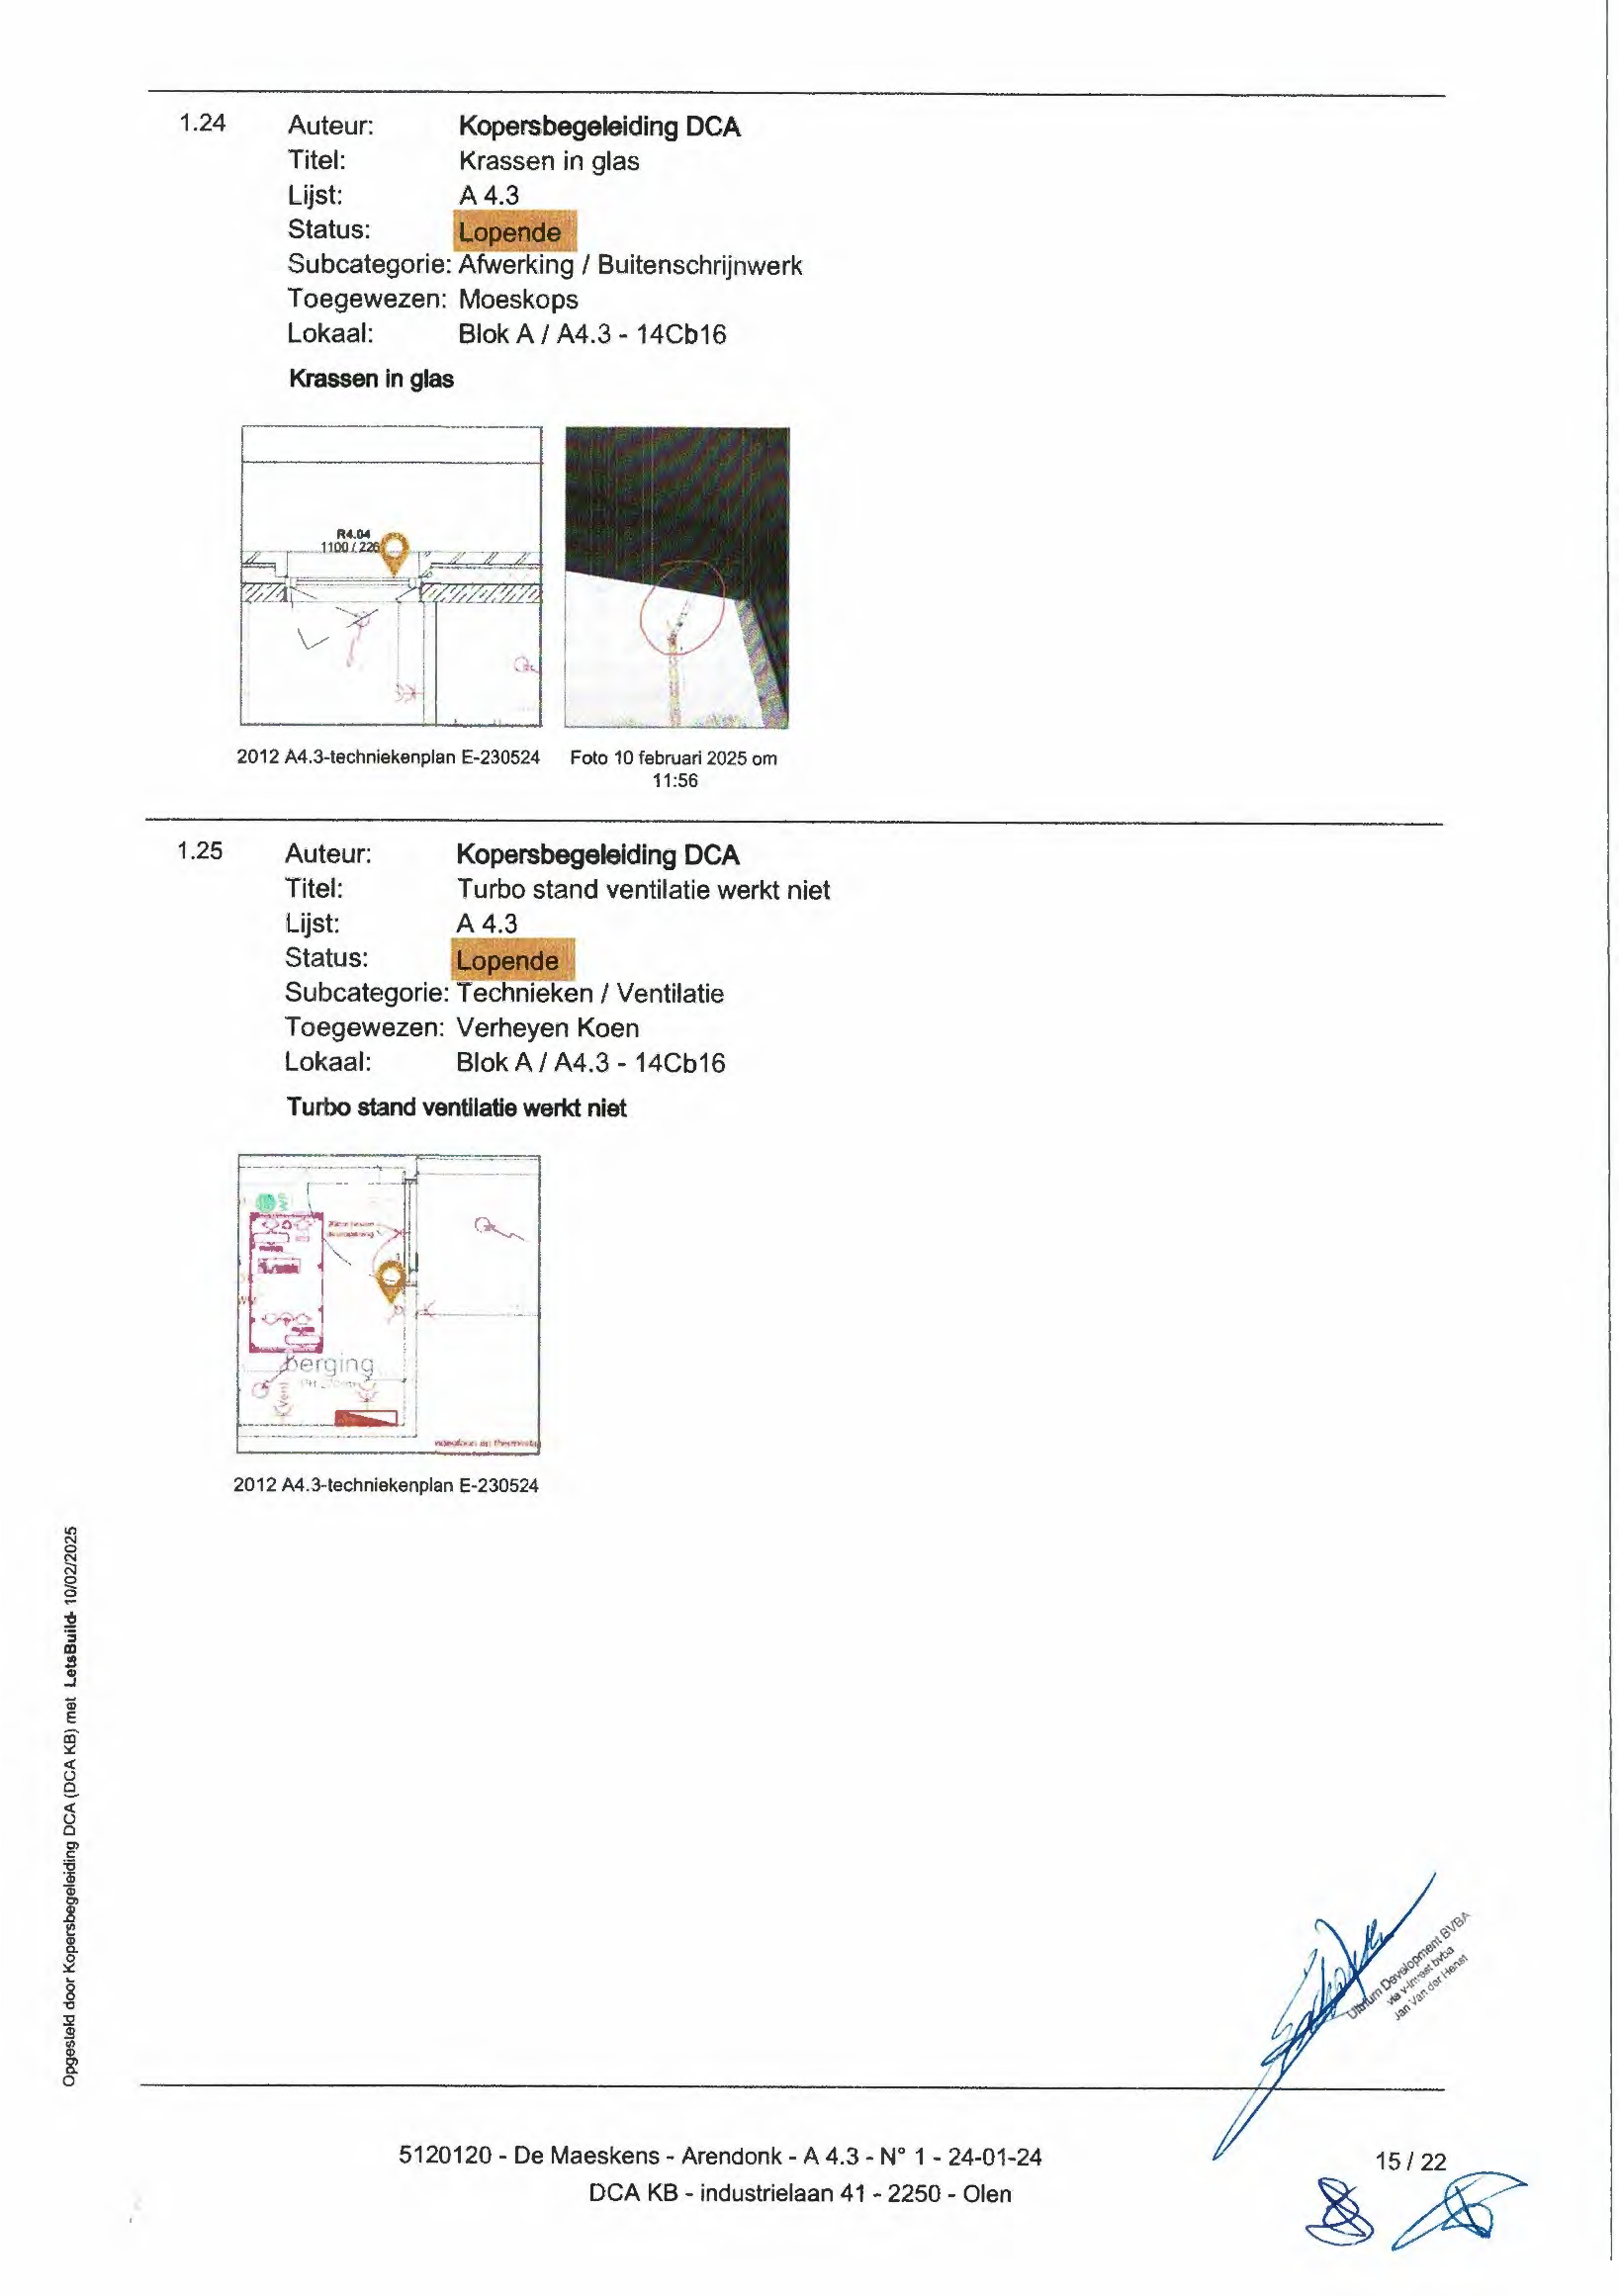 1.24
Auteur: Kopersbegeleiding DCA
Titel: Krassen in glas
Lijst: A 4.3
Status: Lopende
Subcategorie: Afwerking / Buitenschrijnwerk
Toegewezen: Moeskops
Lokaal: Blok A / A4.3 - 14Cb16
Krassen in glas
R4.04
1100 / 226
2012 A4.3-techniekenplan E-230524
Foto 10 februari 2025 om
11:56
1.25
Auteur: Kopersbegeleiding DCA
Titel: Turbo stand ventilatie werkt niet
Lijst: A 4.3
Status: Lopende
Subcategorie: Technieken / Ventilatie
Toegewezen: Verheyen Koen
Lokaal: Blok A / A4.3 - 14Cb16
Turbo stand ventilatie werkt niet
WP
berging
Vent
2012 A4.3-techniekenplan E-230524
Opgesteld door Kopersbegeleiding DCA (DCA KB) met LetsBuild- 10/02/2025
Development BVBA
via v-invest bvba
Jan Van der Henst
5120120 - De Maeskens - Arendonk - A 4.3 - N° 1 - 24-01-24
15 / 22
DCA KB - industrielaan 41 - 2250 - Olen